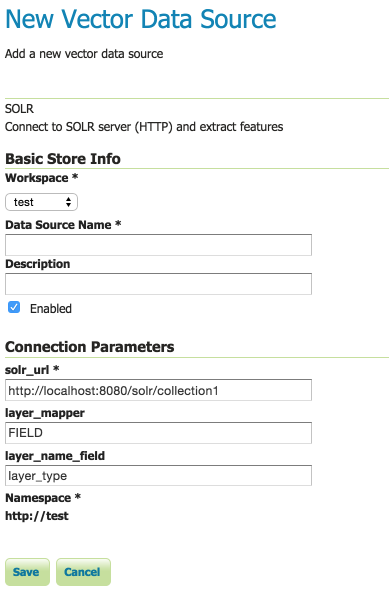 New Vector Data Source
Add a new vector data source
SOLR
Connect to SOLR server (HTTP) and extract features
Basic Store Info
Workspace *
test
Data Source Name *
Description
Enabled
Connection Parameters
solr_url *
http://localhost:8080/solr/collection1
layer_mapper
FIELD
layer_name_field
layer_type
Namespace *
http://test
Save Cancel